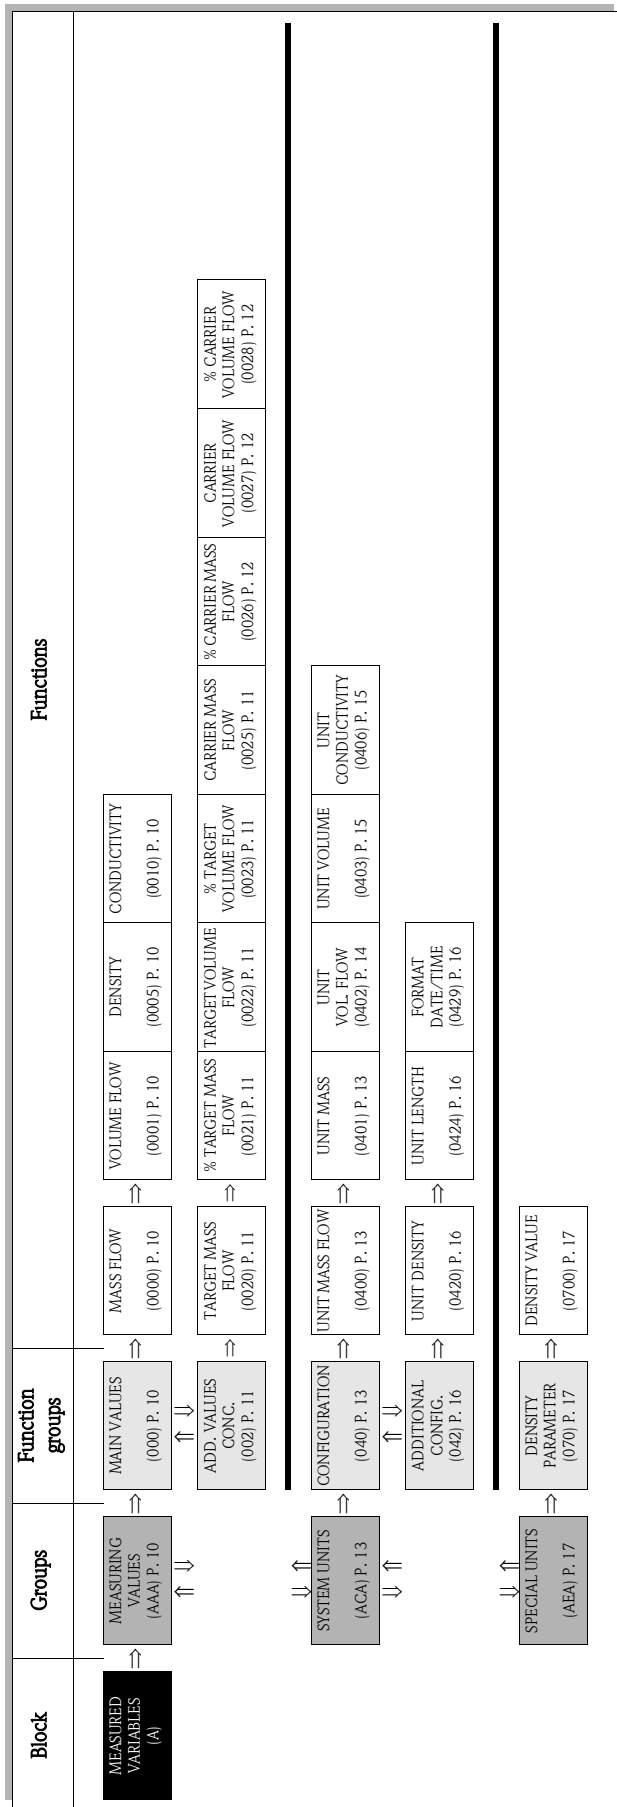 Block
Groups
Function
groups
Functions
MEASURED
VARIABLES
(A)
⇒
MEASURING
VALUES
(AAA) P. 10
⇒
MAIN VALUES
(000) P. 10
⇒
MASS FLOW
(0000) P. 10
⇒
VOLUME FLOW
(0001) P. 10
DENSITY
(0005) P. 10
CONDUCTIVITY
(0010) P. 10
ADD. VALUES
CONC.
(002) P. 11
⇒
TARGET MASS
FLOW
(0020) P. 11
⇒
% TARGET MASS
FLOW
(0021) P. 11
TARGET VOLUME
FLOW
(0022) P. 11
% TARGET
VOLUME FLOW
(0023) P. 11
CARRIER MASS
FLOW
(0025) P. 11
% CARRIER MASS
FLOW
(0026) P. 12
CARRIER
VOLUME FLOW
(0027) P. 12
% CARRIER
VOLUME FLOW
(0028) P. 12
SYSTEM UNITS
(ACA) P. 13
⇒
CONFIGURATION
(040) P. 13
⇒
UNIT MASS FLOW
(0400) P. 13
⇒
UNIT MASS
(0401) P. 13
UNIT
VOL. FLOW
(0402) P. 14
UNIT VOLUME
(0403) P. 15
UNIT
CONDUCTIVITY
(0406) P. 15
ADDITIONAL
CONFIG.
(042) P. 16
⇒
UNIT DENSITY
(0420) P. 16
⇒
UNIT LENGTH
(0424) P. 16
FORMAT
DATE/TIME
(0429) P. 16
SPECIAL UNITS
(AEA) P. 17
⇒
DENSITY
PARAMETER
(070) P. 17
⇒
DENSITY VALUE
(0700) P. 17